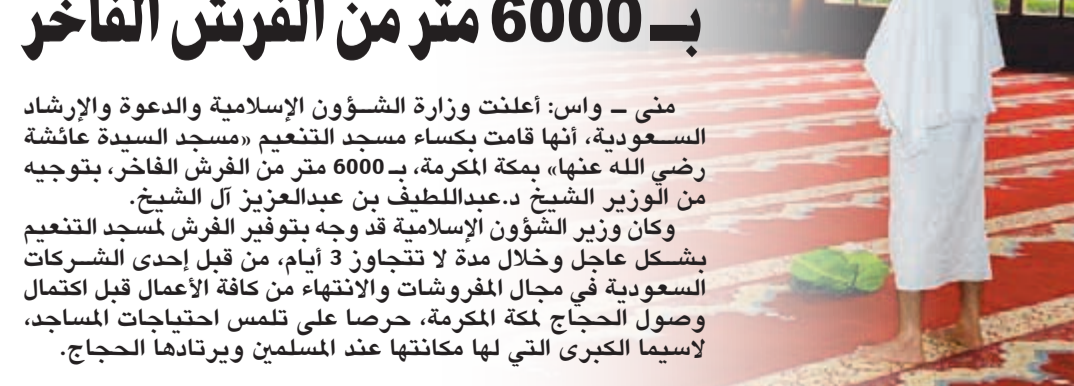 بـ 6000 متر من الفرش الفاخر
منى - واس: أعلنت وزارة الشؤون الإسلامية والدعوة والإرشاد
السعودية، أنها قامت بكساء مسجد التنعيم «مسجد السيدة عائشة
رضي الله عنها» بمكة المكرمة، بـ 6000 متر من الفرش الفاخر، بتوجيه
من الوزير الشيخ د.عبداللطيف بن عبدالعزيز آل الشيخ.
وكان وزير الشؤون الإسلامية قد وجه بتوفير الفرش لمسجد التنعيم
بشكل عاجل وخلال مدة لا تتجاوز 3 أيام، من قبل إحدى الشركات
السعودية في مجال المفروشات والانتهاء من كافة الأعمال قبل اكتمال
وصول الحجاج لمكة المكرمة، حرصا على تلمس احتياجات المساجد،
لاسيما الكبرى التي لها مكانتها عند المسلمين ويرتادها الحجاج.